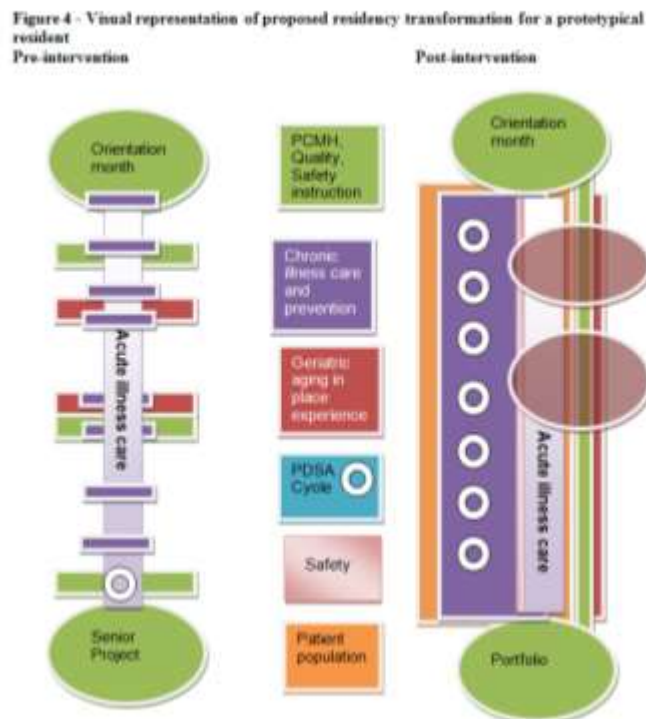 Figure 4 - Visual representation of proposed residency transformation for a prototypical
resident
Pre-intervention
Post-intervention
Orientation
month
Acute illness care
Senior
Project
PCMH,
Quality,
Safety
instruction
Chronic
illness care
and
prevention
Geriatric
aging in
place
experience
PDSA
Cycle
Safety
Patient
population
Orientation
month
Acute illness care
Portfolio